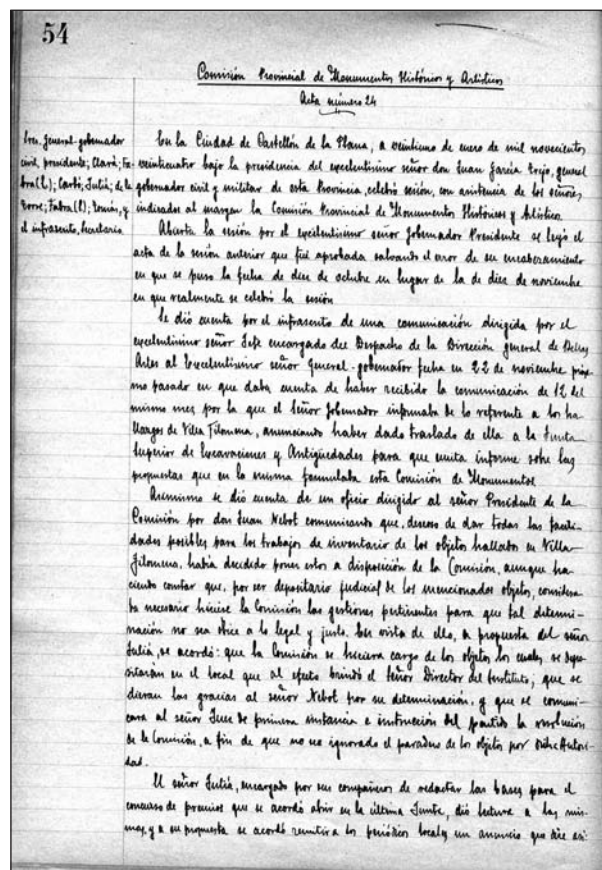 54
Comisión Provincial de Monumentos Históricos y Artísticos
Acta número 24
Sres. General-gobernador
civil, presidente; Clará; Fa-
bra (L); Carbó; Juliá; de la
Torre; Fabra (l); Tomás, y
el infrascrito, Secretario
En la Ciudad de Castellón de la Plana, a veintiuno de enero de mil novecientos
veinticuatro bajo la presidencia del excelentísimo señor don Juan García Trejo, general
gobernador civil y militar de esta Provincia, celebró sesión, con asistencia de los señores
indicados al margen la Comisión Provincial de Monumentos Históricos y Artísticos.
Abierta la sesión por el excelentísimo señor Gobernador Presidente se leyó el
acta de la sesión anterior que fué aprobada salvando el error de su encabezamiento
en que se puso la fecha de diez de octubre en lugar de la de diez de noviembre
en que realmente se celebró la sesión
Se dió cuenta por el infrascrito de una comunicación dirigida por el
excelentísimo señor Jefe encargado del Despacho de la Dirección general de Bellas
Artes al Excelentísimo señor General-gobernador fecha en 22 de noviembre próxi-
mo pasado en que daba cuenta de haber recibido la comunicación de 12 del
mismo mes por la que el Señor Gobernador informaba de lo referente a los ha-
llazgos de Villa Filomena, anunciando haber dado traslado de ella a la Junta
Superior de Excavaciones y Antigüedades para que emita informe sobre las
propuestas que en la misma formulaba esta Comisión de Monumentos
Asimismo se dió cuenta de un oficio dirigido al señor Presidente de la
Comisión por don Juan Nebot comunicando que, deseoso de dar todas las facili-
dades posibles para los trabajos de inventario de los objetos hallados en Villa-
Filomena, había decidido poner estos a disposición de la Comisión, aunque ha-
ciendo constar que, por ser depositario judicial de los mencionados objetos, considera-
ba necesario hiciese la Comisión las gestiones pertinentes para que tal determi-
nación no sea óbice a lo legal y justo. En vista de ello, a propuesta del señor
Juliá, se acordó: que la Comisión se hiciera cargo de los objetos los cuales se depo-
sitarán en el local que al efecto brindó el Señor Director del Instituto; que se
dieran las gracias al señor Nebot por su determinación, y que se comuni-
cara al señor Juez de primera instancia e instrucción del partido la resolución
de la Comisión, a fin de que no sea ignorado el paradero de los objetos por dicha Autori-
dad.
El señor Juliá, encargado por sus compañeros de redactar las bases para el
concurso de premios que se acordó abrir en la última Junta, dió lectura a las mis-
mas, y a su propuesta se acordó remitir a los periódicos locales un anuncio que dice así: